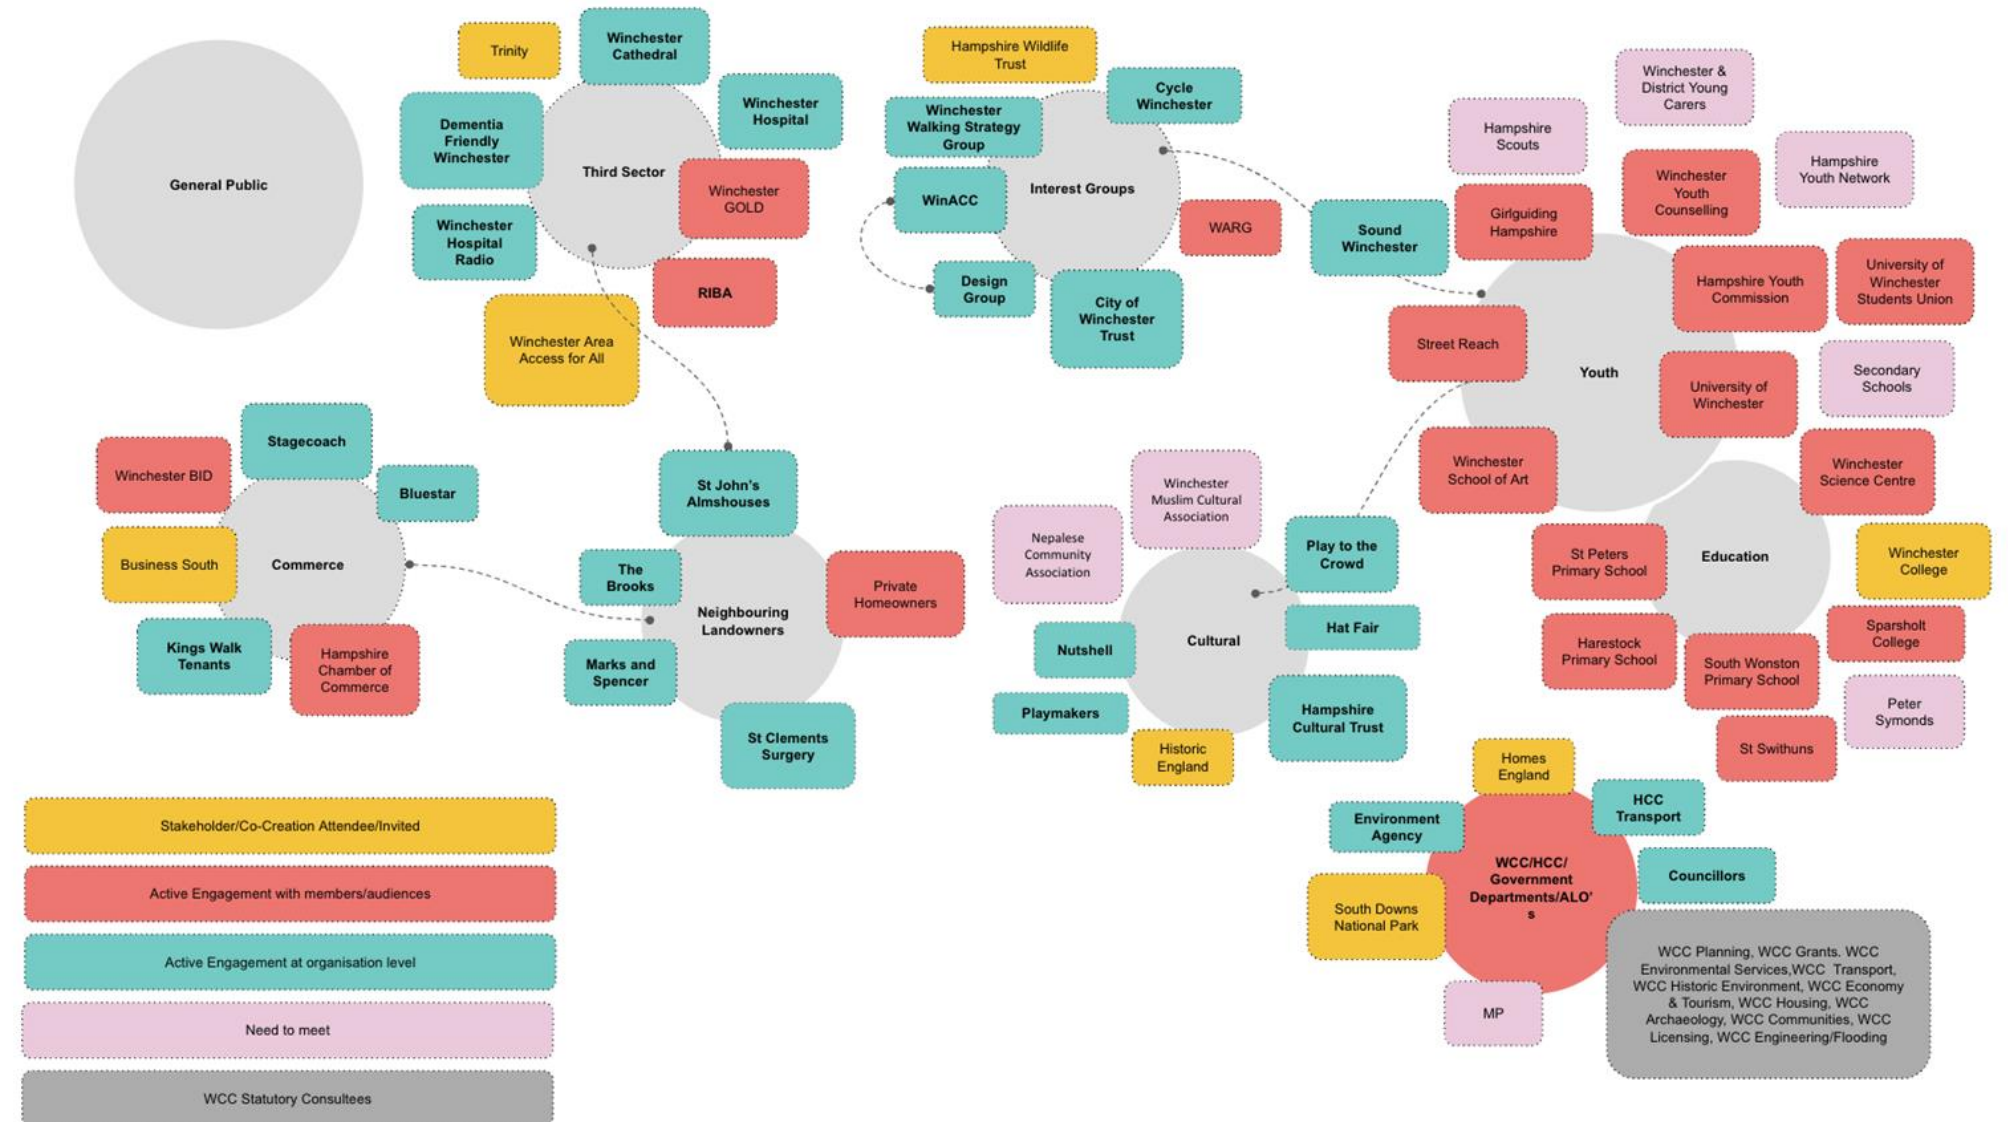 General Public
Trinity
Winchester
Cathedral
Winchester
Hospital
Dementia
Friendly
Winchester
Third Sector
Winchester
GOLD
Winchester
Hospital
Radio
RIBA
Winchester Area
Access for All
Hampshire Wildlife
Trust
Cycle
Winchester
Winchester
Walking Strategy
Group
Interest Groups
WinACC
WARG
Design
Group
City of
Winchester
Trust
Sound
Winchester
Winchester &
District Young
Carers
Hampshire
Scouts
Hampshire
Youth Network
Winchester
Youth
Counselling
Girlguiding
Hampshire
Hampshire Youth
Commission
University of
Winchester
Students Union
Street Reach
Youth
University of
Winchester
Secondary
Schools
Winchester
School of Art
Winchester
Science Centre
Stagecoach
Winchester BID
Bluestar
Business South
Commerce
Kings Walk
Tenants
Hampshire
Chamber of
Commerce
St John's
Almshouses
The
Brooks
Neighbouring
Landowners
Private
Homeowners
Marks and
Spencer
St Clements
Surgery
Winchester
Muslim Cultural
Association
Nepalese
Community
Association
Play to the
Crowd
Cultural
Hat Fair
Nutshell
Playmakers
Hampshire
Cultural Trust
Historic
England
St Peters
Primary School
Education
Winchester
College
Harestock
Primary School
South Wonston
Primary School
Sparsholt
College
Peter
Symonds
St Swithuns
Homes
England
HCC
Transport
Environment
Agency
WCC/HCC/
Government
Departments/ALO'
s
Councillors
South Downs
National Park
MP
WCC Planning, WCC Grants. WCC
Environmental Services,WCC  Transport,
WCC Historic Environment, WCC Economy
& Tourism, WCC Housing, WCC
Archaeology, WCC Communities, WCC
Licensing, WCC Engineering/Flooding
Stakeholder/Co-Creation Attendee/Invited
Active Engagement with members/audiences
Active Engagement at organisation level
Need to meet
WCC Statutory Consultees